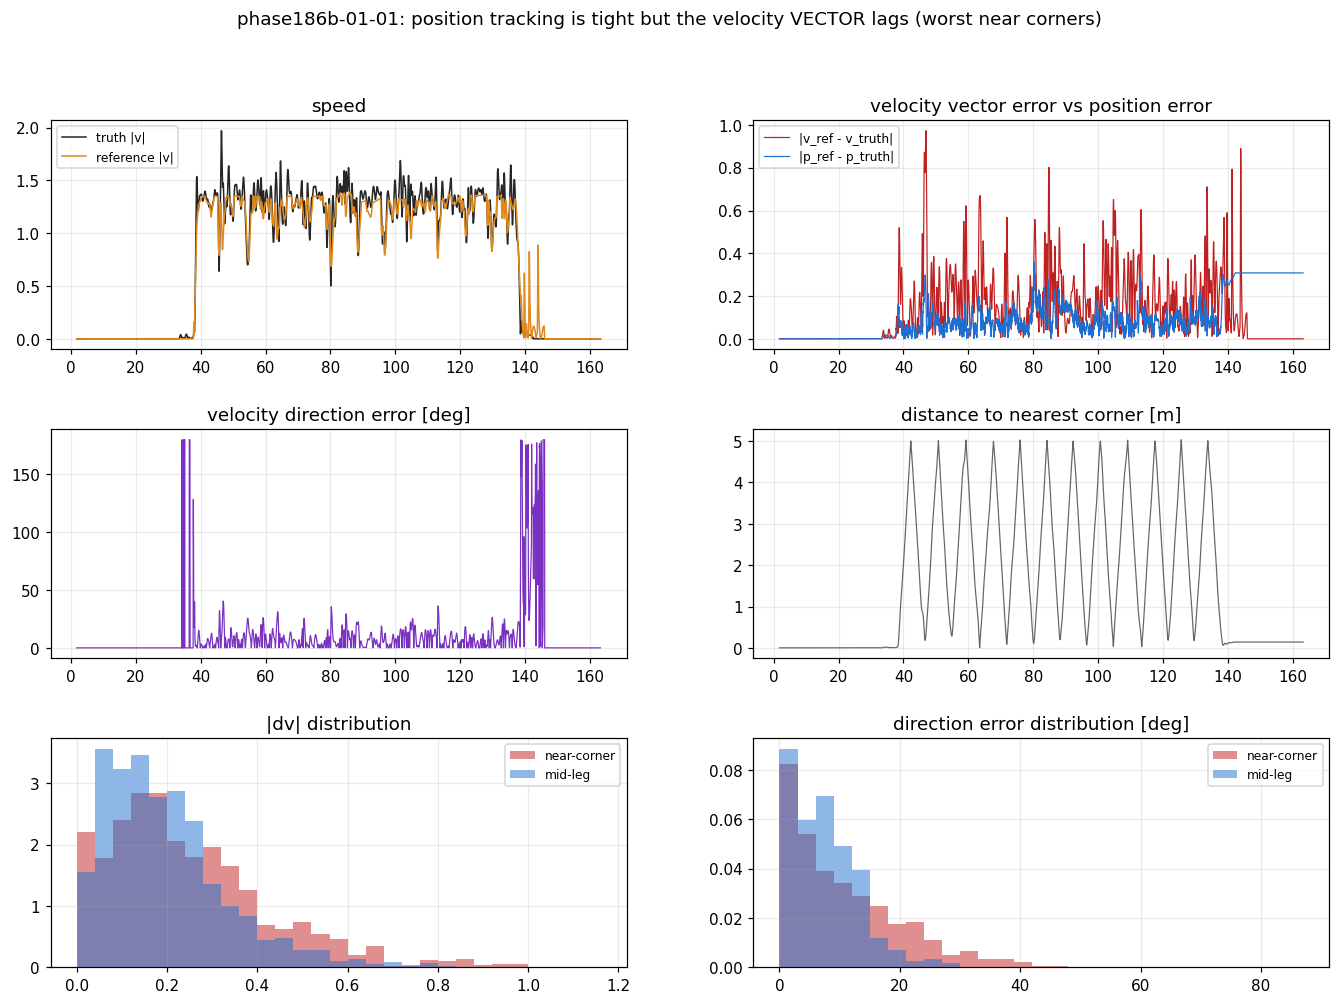 phase186b-01-01: position tracking is tight but the velocity VECTOR lags (worst near corners)
speed
truth |v|
reference |v|
2.0
1.5
1.0
0.5
0.0
0 20 40 60 80 100 120 140 160
velocity vector error vs position error
|v_ref - v_truth|
|p_ref - p_truth|
1.0
0.8
0.6
0.4
0.2
0.0
0 20 40 60 80 100 120 140 160
velocity direction error [deg]
150
100
50
0
0 20 40 60 80 100 120 140 160
distance to nearest corner [m]
5
4
3
2
1
0
0 20 40 60 80 100 120 140 160
|dv| distribution
near-corner
mid-leg
3
2
1
0
0.0 0.2 0.4 0.6 0.8 1.0 1.2
direction error distribution [deg]
near-corner
mid-leg
0.08
0.06
0.04
0.02
0.00
0 20 40 60 80